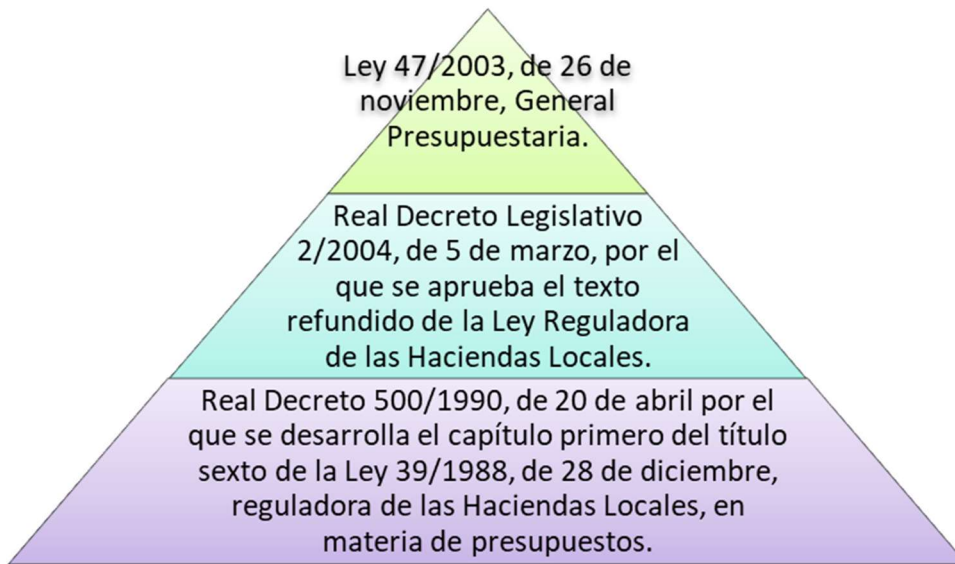 Ley 47/2003, de 26 de
noviembre, General
Presupuestaria.
Real Decreto Legislativo
2/2004, de 5 de marzo, por el
que se aprueba el texto
refundido de la Ley Reguladora
de las Haciendas Locales.
Real Decreto 500/1990, de 20 de abril por el
que se desarrolla el capítulo primero del título
sexto de la Ley 39/1988, de 28 de diciembre,
reguladora de las Haciendas Locales, en
materia de presupuestos.